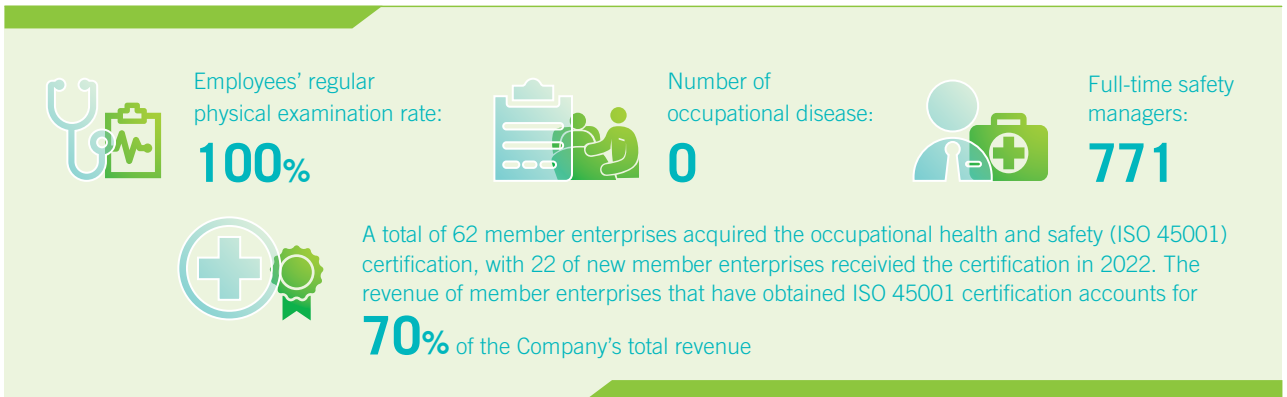 Employees' regular
physical examination rate:
100%
Number of
occupational disease:
0
Full-time safety
managers:
771
A total of 62 member enterprises acquired the occupational health and safety (ISO 45001)
certification, with 22 of new member enterprises receivied the certification in 2022. The
revenue of member enterprises that have obtained ISO 45001 certification accounts for
70% of the Company's total revenue